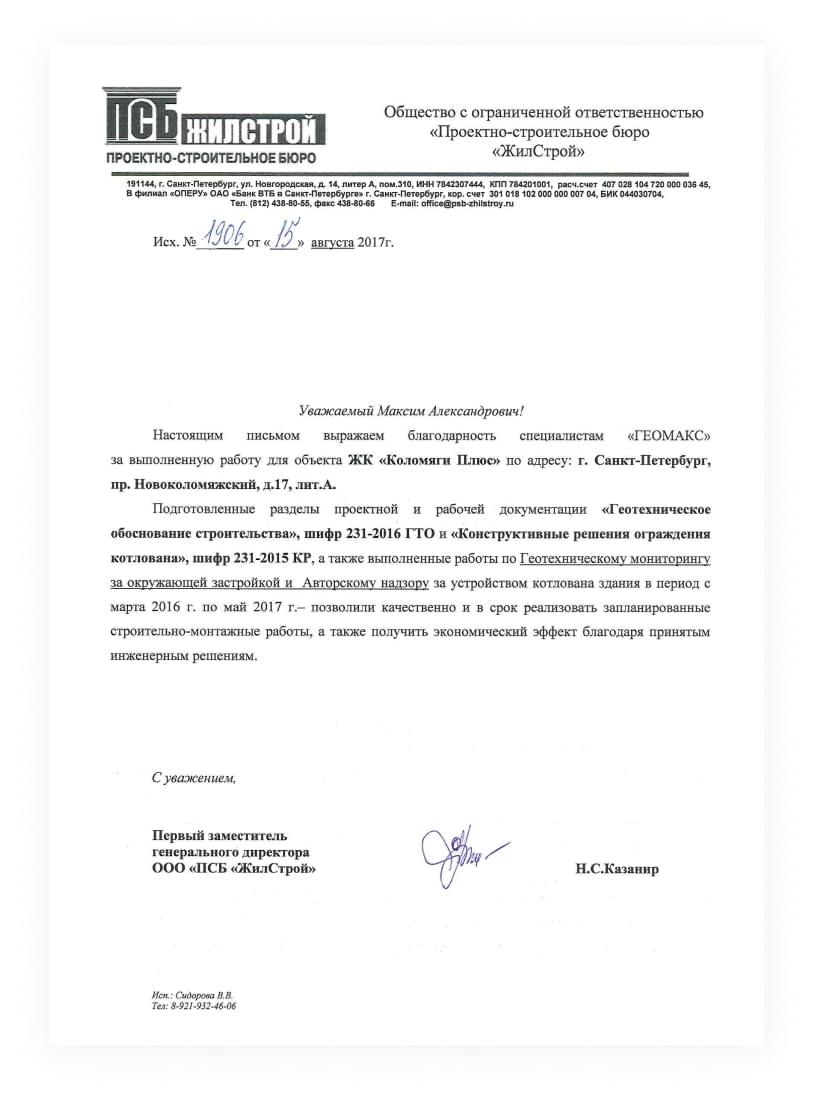 ПСБ ЖИЛСТРОЙ
ПРОЕКТНО-СТРОИТЕЛЬНОЕ БЮРО
Общество с ограниченной ответственностью
«Проектно-строительное бюро
«ЖилСтрой»
191144, г. Санкт-Петербург, ул. Новгородская, д. 14, литер А, пом.310, ИНН 7842307444, КПП 784201001, расч.счет 407 028 104 720 000 036 45,
В филиал «ОПЕРУ» ОАО «Банк ВТБ в Санкт-Петербурге» г. Санкт-Петербург, кор. счет 301 018 102 000 000 007 04, БИК 044030704,
Тел. (812) 438-80-55, факс 438-80-66 E-mail: office@psb-zhilstroy.ru
Исх. № 1906 от «15» августа 2017г.
Уважаемый Максим Александрович!
Настоящим письмом выражаем благодарность специалистам «ГЕОМАКС»
за выполненную работу для объекта ЖК «Коломяги Плюс» по адресу: г. Санкт-Петербург,
пр. Новоколомяжский, д.17, лит.А.
Подготовленные разделы проектной и рабочей документации «Геотехническое
обоснование строительства», шифр 231-2016 ГТО и «Конструктивные решения ограждения
котлована», шифр 231-2015 КР, а также выполненные работы по Геотехническому мониторингу
за окружающей застройкой и Авторскому надзору за устройством котлована здания в период с
марта 2016 г. по май 2017 г.– позволили качественно и в срок реализовать запланированные
строительно-монтажные работы, а также получить экономический эффект благодаря принятым
инженерным решениям.
С уважением,
Первый заместитель
генерального директора
ООО «ПСБ «ЖилСтрой»
Н.С.Казанир
Исп.: Сидорова В.В.
Тел: 8-921-932-46-06